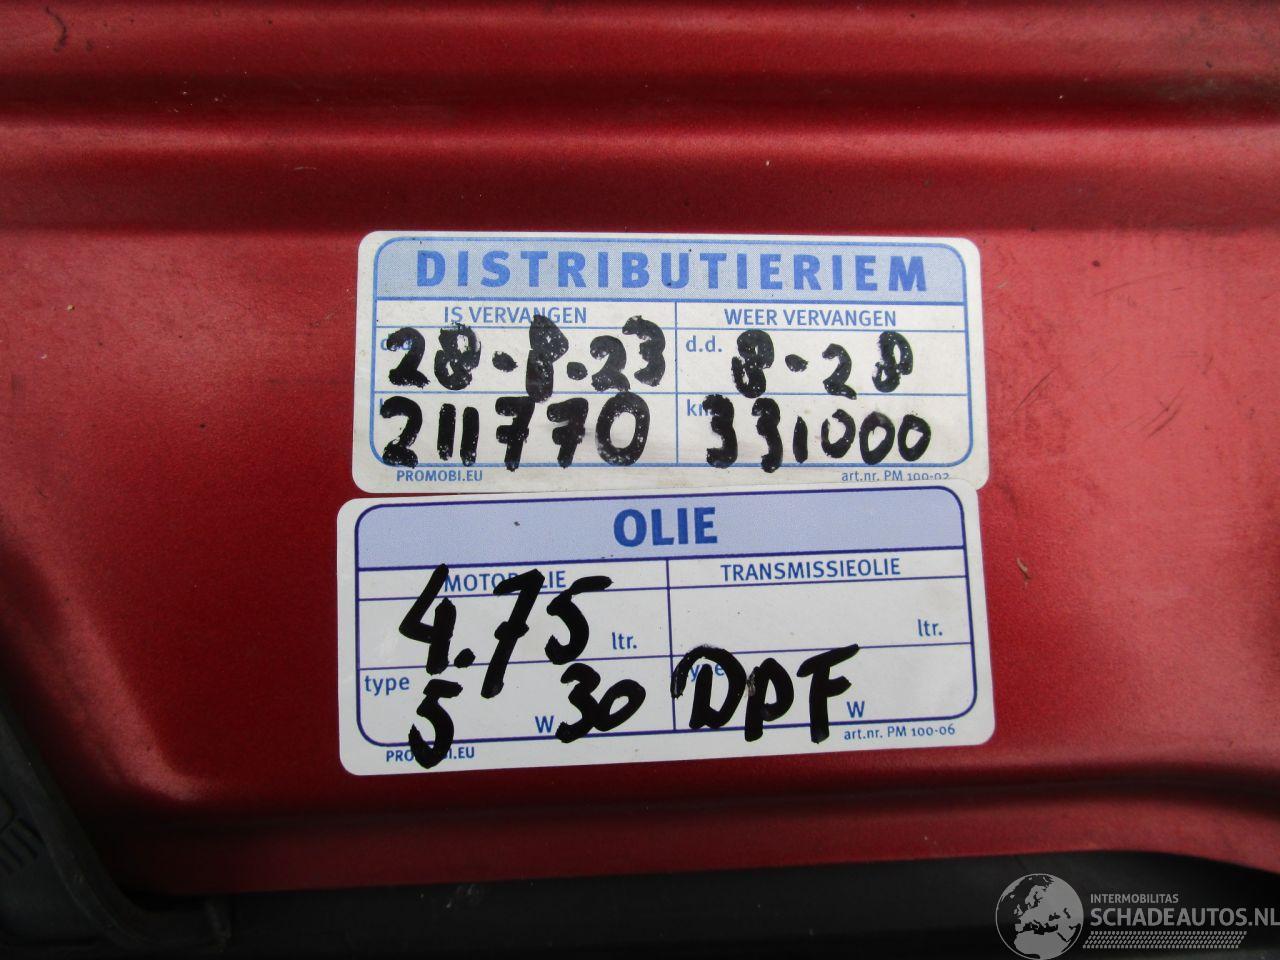 DISTRIBUTIERIEM
IS VERVANGEN WEER VERVANGEN
28-8-23 d.d. 8-28
211770 km 331000
PROMOBI.EU art.nr. PM 100-02
OLIE
MOTOROLIE TRANSMISSIEOLIE
4.75 ltr. ltr.
type 5 W 30 type DPF W
PROMOBI.EU art.nr. PM 100-06
INTERMOBILITAS
SCHADEAUTOS.NL